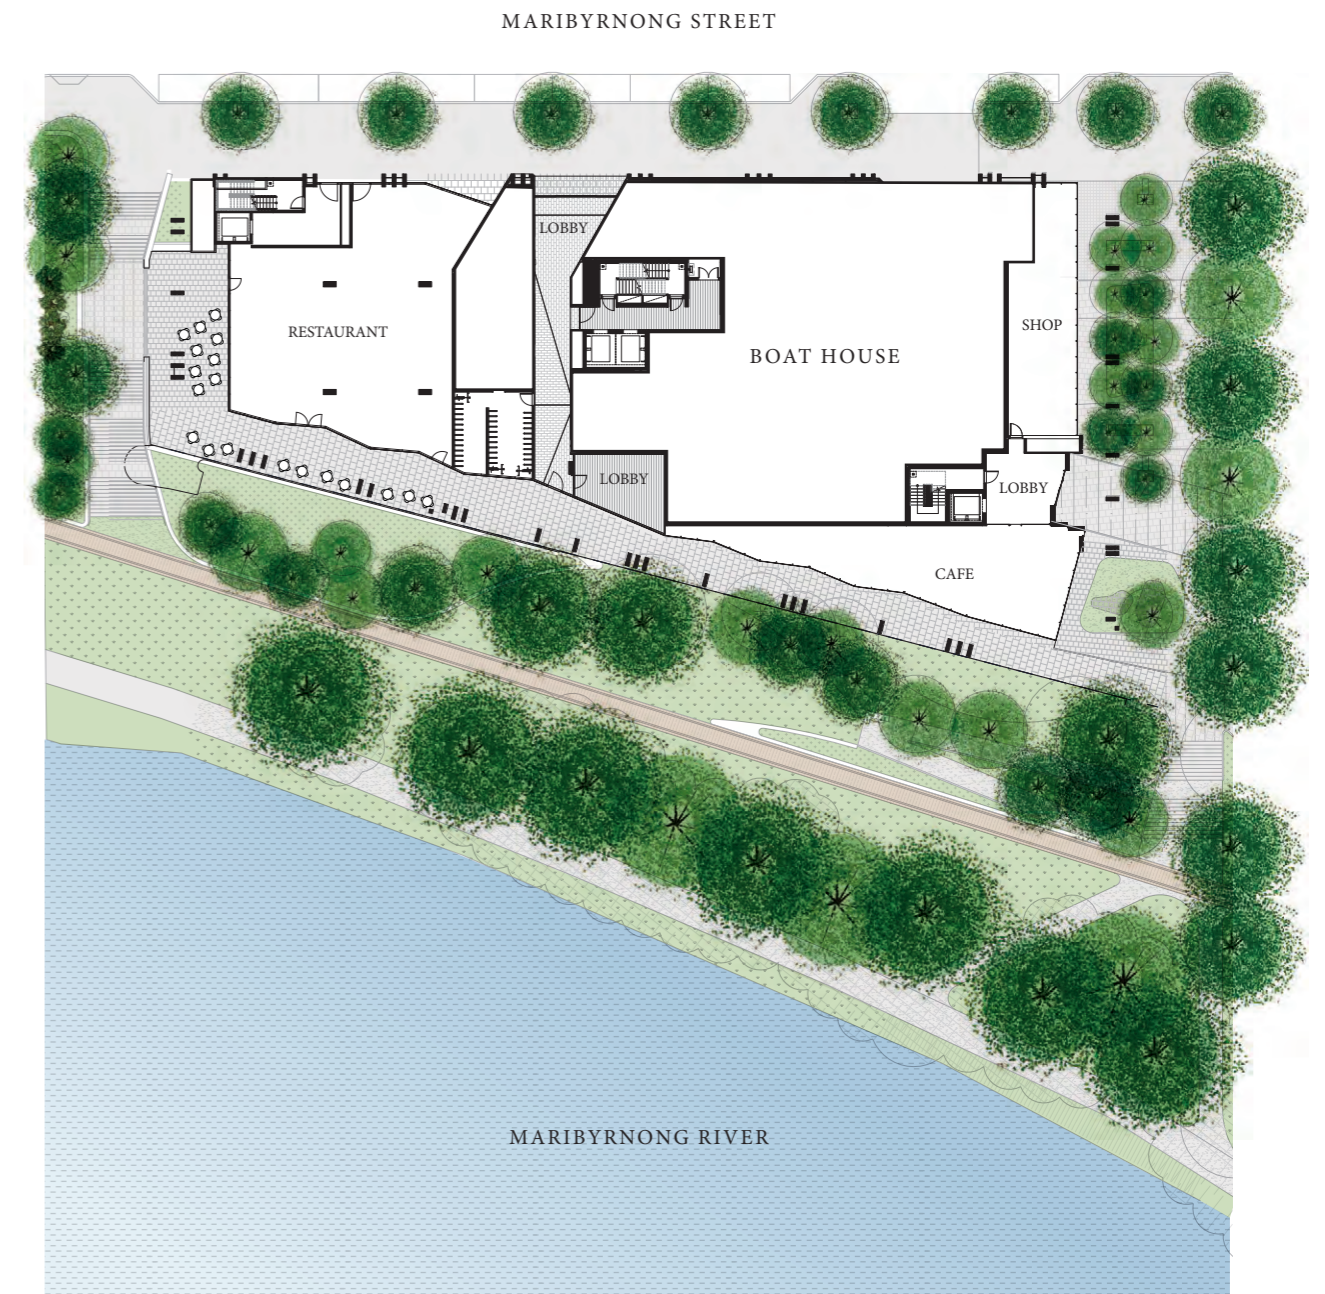 MARIBYRNONG STREET
LOBBY
RESTAURANT
SHOP
BOAT HOUSE
LOBBY
LOBBY
CAFE
MARIBYRNONG RIVER